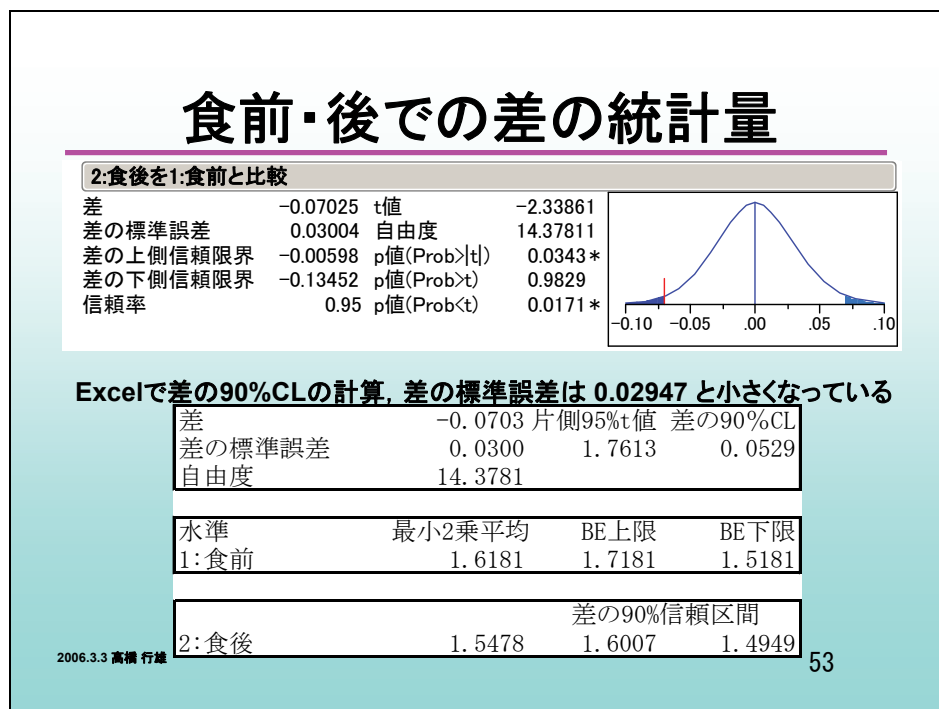 食前・後での差の統計量
2:食後を1:食前と比較
差 -0.07025 t値 -2.33861
差の標準誤差 0.03004 自由度 14.37811
差の上側信頼限界 -0.00598 p値(Prob>|t|) 0.0343*
差の下側信頼限界 -0.13452 p値(Prob>t) 0.9829
信頼率 0.95 p値(Prob<t) 0.0171*
-0.10 -0.05 .00 .05 .10
Excelで差の90%CLの計算, 差の標準誤差は 0.02947 と小さくなっている
差 -0.0703 片側95%t値 差の90%CL
差の標準誤差 0.0300 1.7613 0.0529
自由度 14.3781
水準 最小2乗平均 BE上限 BE下限
1:食前 1.6181 1.7181 1.5181
差の90%信頼区間
2:食後 1.5478 1.6007 1.4949
2006.3.3 高橋 行雄
53